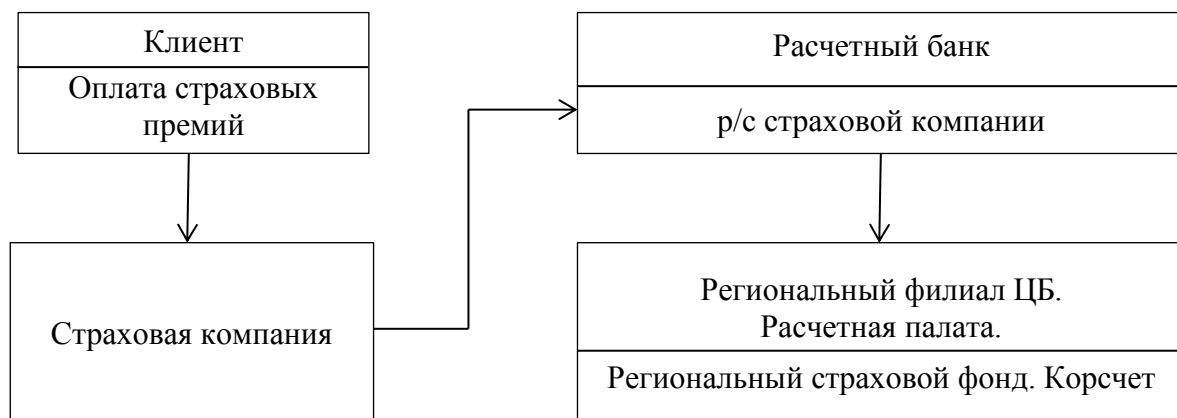 Клиент
Оплата страховых
премий
Страховая компания
Расчетный банк
р/с страховой компании
Региональный филиал ЦБ.
Расчетная палата.
Региональный страховой фонд. Корсчет